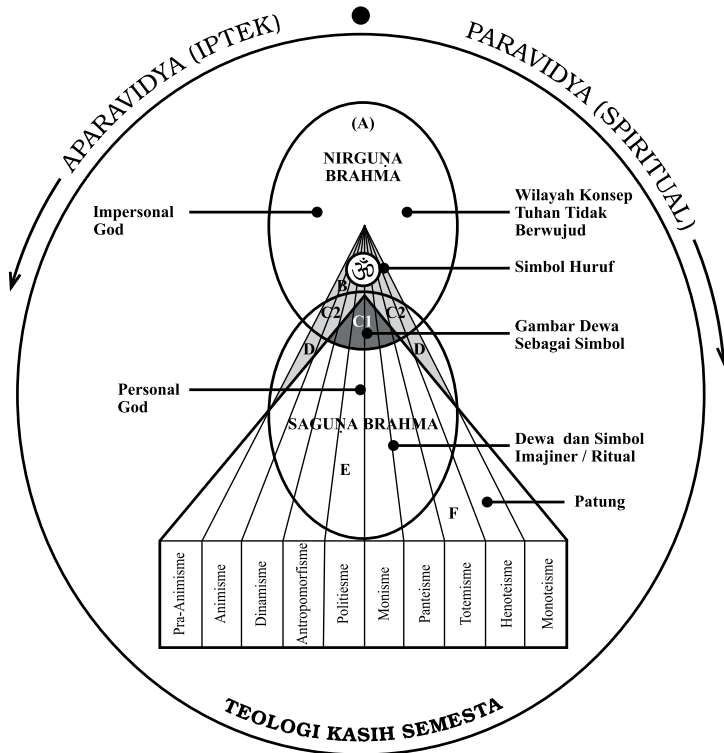 APARAVIDYA (IPTEK)
PARAVIDYA (SPIRITUAL)
(A)
NIRGUṆA
BRAHMA
Impersonal
God
Wilayah Konsep
Tuhan Tidak
Berwujud
ॐ
Simbol Huruf
B
C2
C1
C2
Gambar Dewa
Sebagai Simbol
D
D
Personal
God
SAGUṆA BRAHMA
Dewa dan Simbol
Imajiner / Ritual
E
F
Patung
Pra-Animisme
Animisme
Dinamisme
Antropomorfisme
Politiesme
Monisme
Panteisme
Totemisme
Henoteisme
Monoteisme
TEOLOGI KASIH SEMESTA